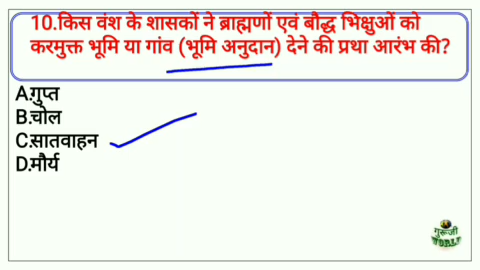 10.किस वंश के शासकों ने ब्राह्मणों एवं बौद्ध भिक्षुओं को
करमुक्त भूमि या गांव (भूमि अनुदान) देने की प्रथा आरंभ की?
A.गुप्त
B.चोल
C.सातवाहन
D.मौर्य
गुरूजी
WORLD